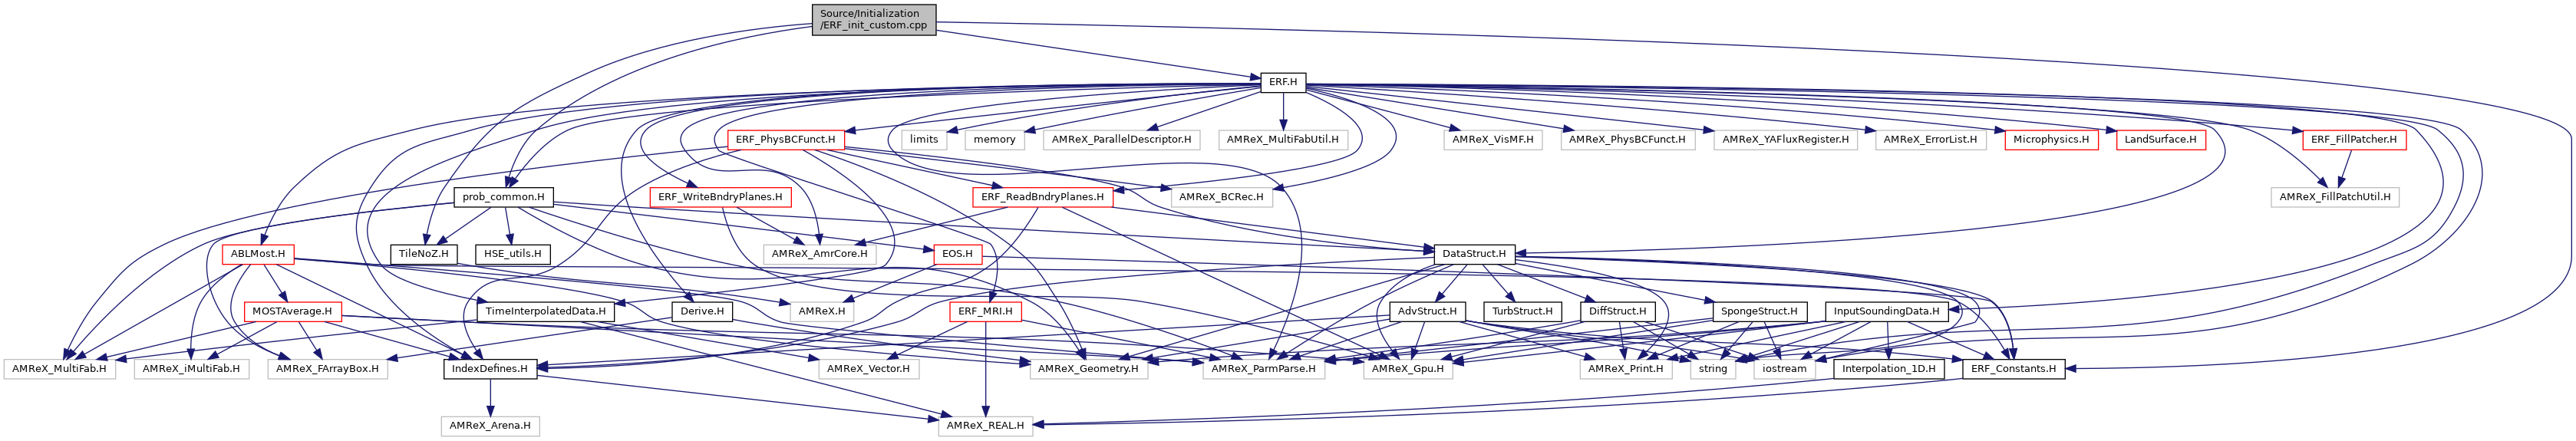 Source/Initialization
/ERF_init_custom.cpp
ERF.H
ERF_PhysBCFunct.H
limits
memory
AMReX_ParallelDescriptor.H
AMReX_MultiFabUtil.H
AMReX_VisMF.H
AMReX_PhysBCFunct.H
AMReX_YAFluxRegister.H
AMReX_ErrorList.H
Microphysics.H
LandSurface.H
ERF_FillPatcher.H
prob_common.H
ERF_WriteBndryPlanes.H
ERF_ReadBndryPlanes.H
AMReX_BCRec.H
AMReX_FillPatchUtil.H
ABLMost.H
TileNoZ.H
HSE_utils.H
AMReX_AmrCore.H
EOS.H
DataStruct.H
MOSTAverage.H
TimeInterpolatedData.H
Derive.H
AMReX.H
ERF_MRI.H
AdvStruct.H
TurbStruct.H
DiffStruct.H
SpongeStruct.H
InputSoundingData.H
AMReX_MultiFab.H
AMReX_iMultiFab.H
AMReX_FArrayBox.H
IndexDefines.H
AMReX_Vector.H
AMReX_Geometry.H
AMReX_ParmParse.H
AMReX_Gpu.H
AMReX_Print.H
string
iostream
Interpolation_1D.H
ERF_Constants.H
AMReX_Arena.H
AMReX_REAL.H